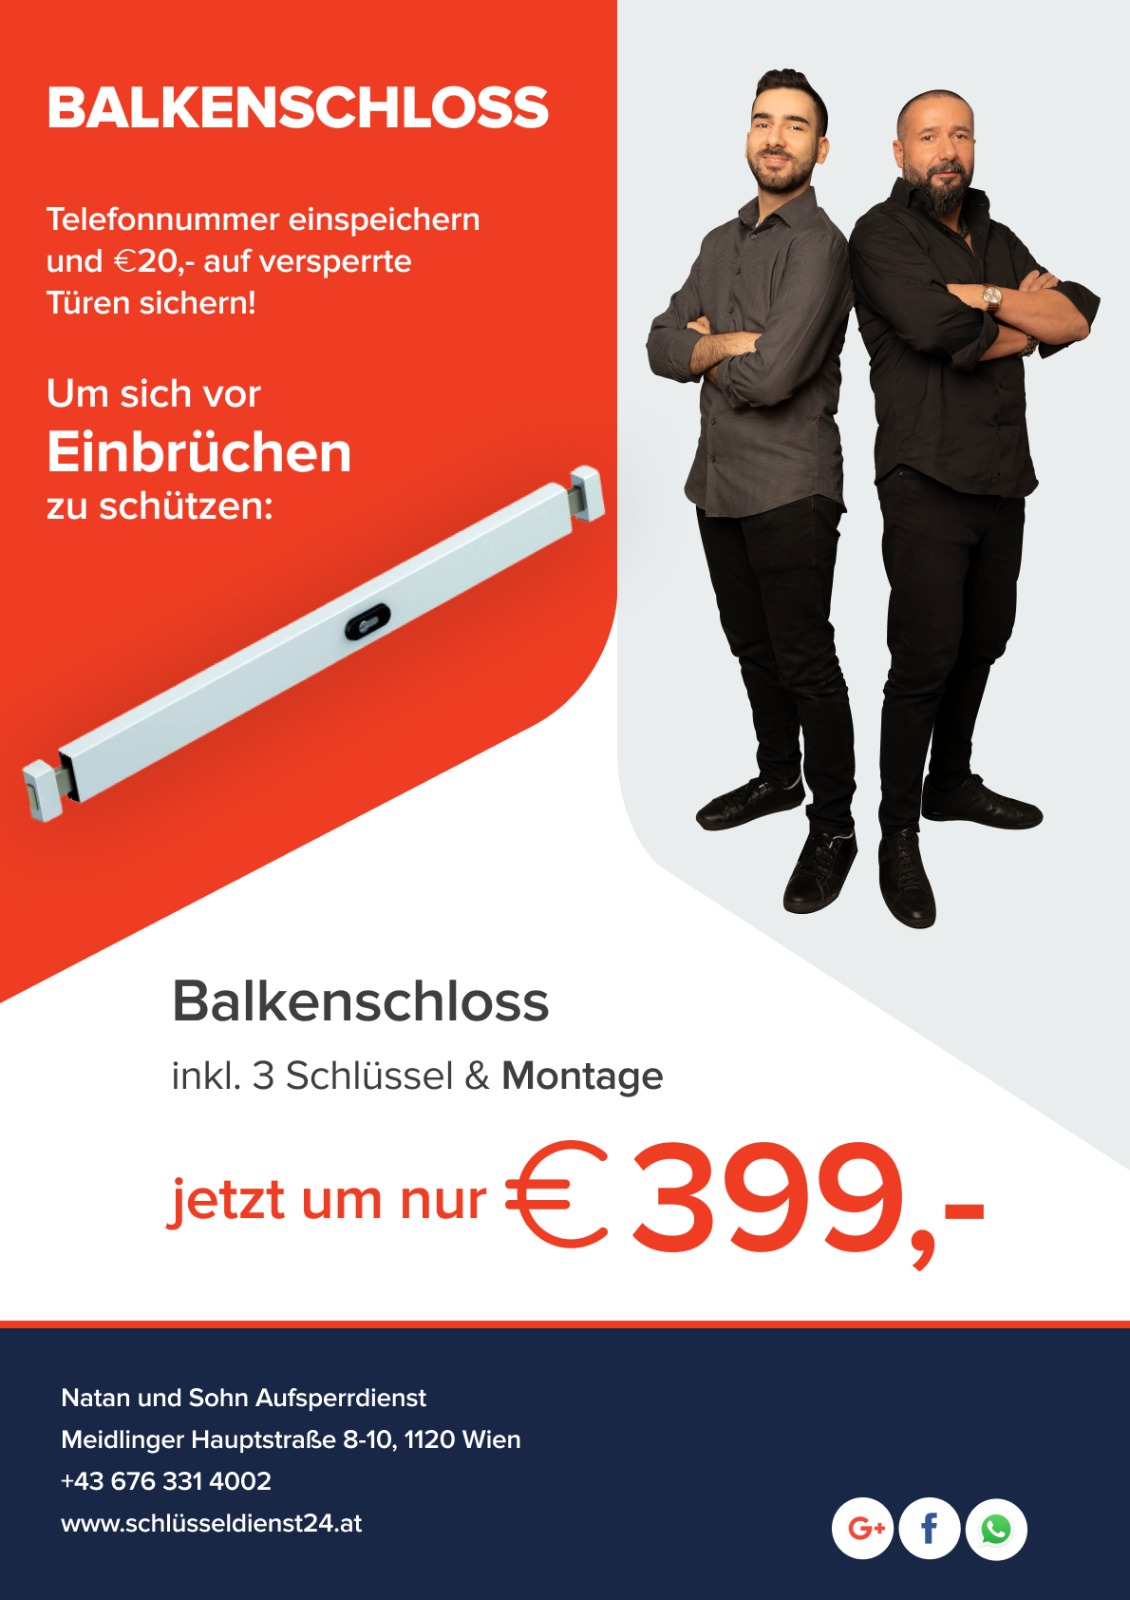 BALKENSCHLOSS
Telefonnummer einspeichern
und €20,- auf versperrte
Türen sichern!
Um sich vor
Einbrüchen
zu schützen:
Balkenschloss
inkl. 3 Schlüssel & Montage
jetzt um nur €399,-
Natan und Sohn Aufsperrdienst
Meidlinger Hauptstraße 8-10, 1120 Wien
+43 676 331 4002
www.schlüsseldienst24.at
G+ f